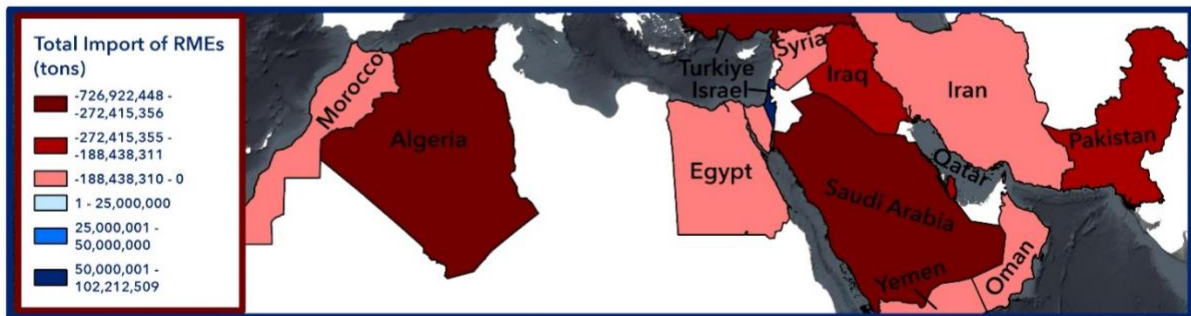 Total Import of RMEs
(tons)
-726,922,448 -
-272,415,356
-272,415,355 -
-188,438,311
-188,438,310 - 0
1 - 25,000,000
25,000,001 -
50,000,000
50,000,001 -
102,212,509
Morocco
Algeria
Turkiye
Israel
Syria
Iraq
Iran
Pakistan
Egypt
Qatar
Saudi Arabia
Yemen
Oman